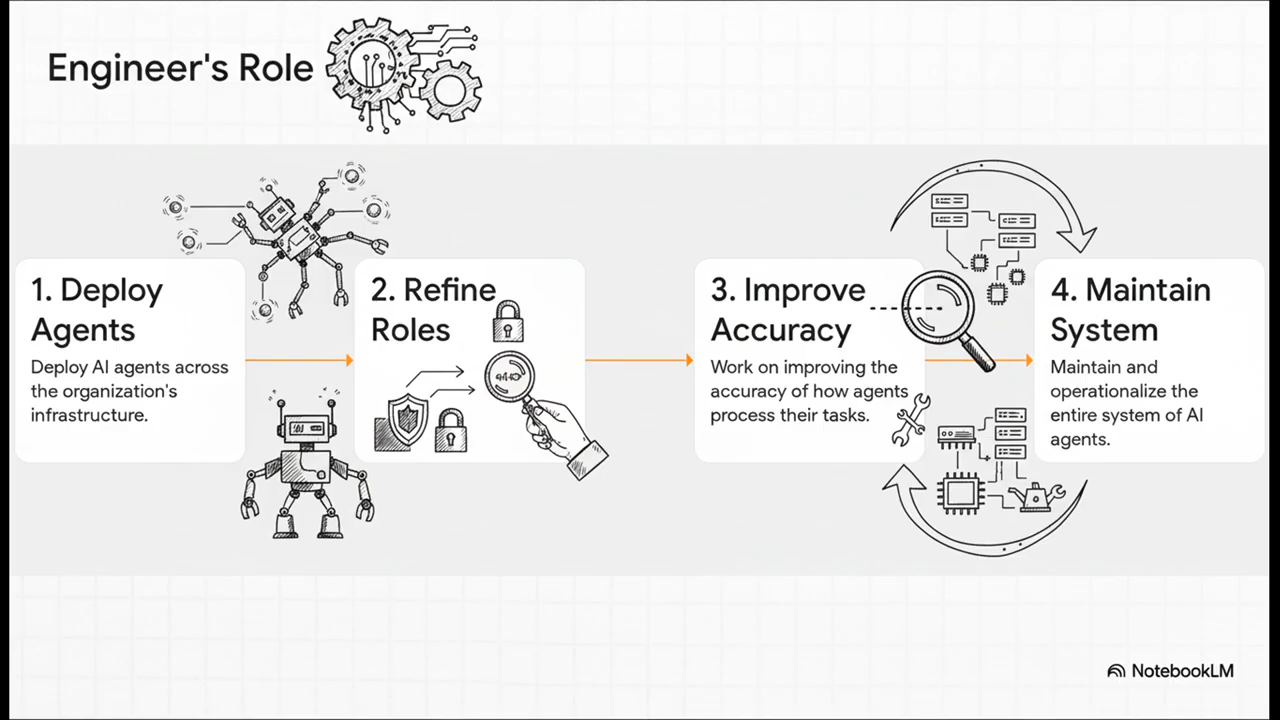 Engineer's Role
1. Deploy
Agents
Deploy AI agents across
the organization's
infrastructure.
2. Refine
Roles
3. Improve
Accuracy
Work on improving the
accuracy of how agents
process their tasks.
4. Maintain
System
Maintain and
operationalize the
entire system of AI
agents.
NotebookLM